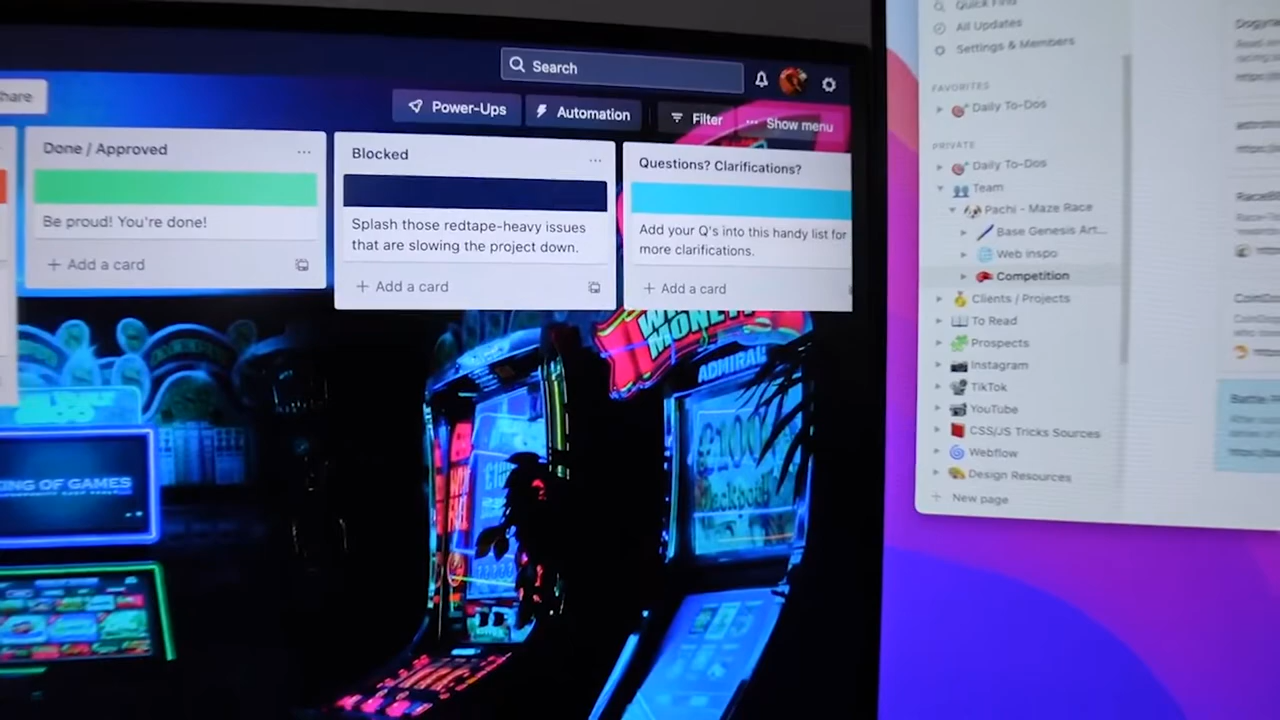 Search
Power-Ups
Automation
Filter
Show menu
Done / Approved
Be proud! You're done!
Add a card
Blocked
Splash those redtape-heavy issues
that are slowing the project down.
Add a card
Questions? Clarifications?
Add your Q's into this handy list for
more clarifications.
Add a card
MONEY
ADMIRAL
£100
KING OF GAMES
Quick Find
All Updates
Settings & Members
FAVORITES
Daily To-Dos
PRIVATE
Daily To-Dos
Team
Pachi - Maze Race
Base Genesis Art...
Web inspo
Competition
Clients / Projects
To Read
Prospects
Instagram
TikTok
YouTube
CSS/JS Tricks Sources
Webflow
Design Resources
New page